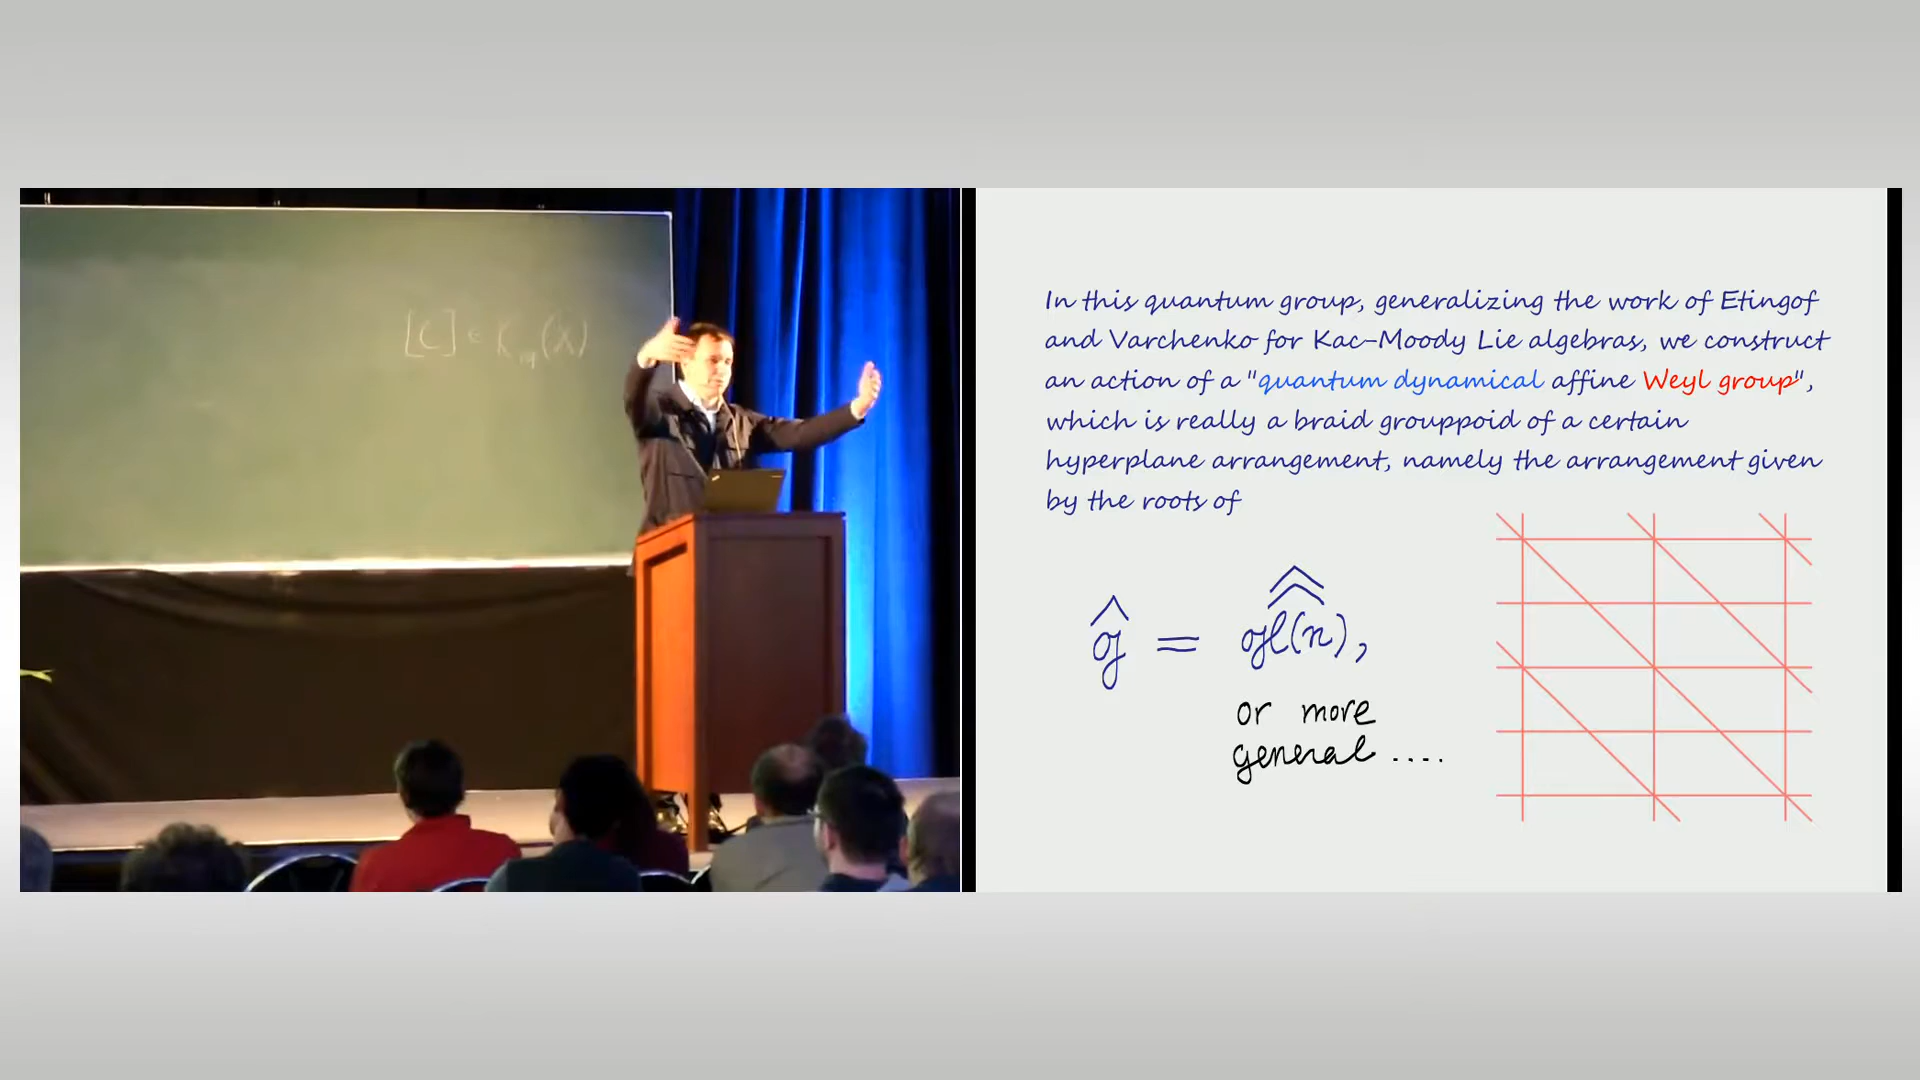 [C] ∈ K_eq(X)
In this quantum group, generalizing the work of Etingof
and Varchenko for Kac-Moody Lie algebras, we construct
an action of a "quantum dynamical affine Weyl group",
which is really a braid grouppoid of a certain
hyperplane arrangement, namely the arrangement given
by the roots of
𝔤̂ = 𝔤𝔩̂̂(n),
or more
general ....